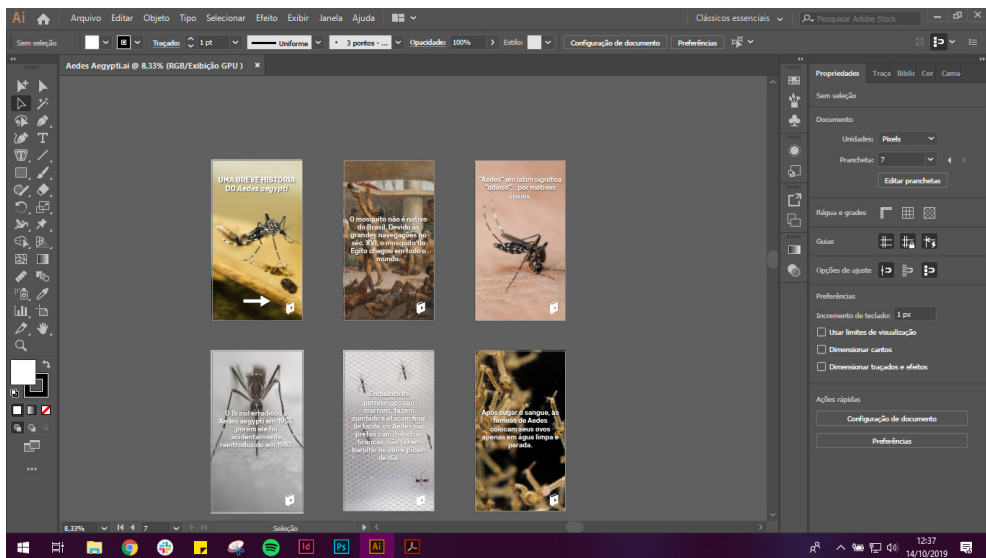 Ai Arquivo Editar Objeto Tipo Selecionar Efeito Exibir Janela Ajuda Clássicos essenciais Pesquisar Adobe Stock
Sem seleção Traçado: 1 pt Uniforme 3 pontos - ... Opacidade: 100% Estilo: Configuração de documento Preferências
Aedes Aegypti.ai @ 8,33% (RGB/Exibição GPU )
Propriedades Traça Biblic Cor Cama
Sem seleção
Documento
Unidades: Pixels
Prancheta: 7
Editar pranchetas
Régua e grades
Guias
Opções de ajuste
Preferências
Incremento de teclado: 1 px
Usar limites de visualização
Dimensionar cantos
Dimensionar traçados e efeitos
Ações rápidas
Configuração de documento
Preferências
UMA BREVE HISTÓRIA
DO Aedes aegypti
O mosquito não é nativo
do Brasil. Devido às
grandes navegações no
séc. XVI, o mosquito do
Egito chegou em todo o
mundo.
"Aedes" em latim significa
"odioso"... por motivos
óbvios.
O Brasil erradicou o
Aedes aegypti em 1955,
porém ele foi
acidentalmente
reintroduzido em 1967.
Enquanto os
pernilongos são
marrons, fazem
zumbido e atacam final
de tarde, os Aedes são
pretos com manchas
brancas, não fazem
barulho no voo e picam
de dia.
Após sugar o sangue, as
fêmeas de Aedes
colocam seus ovos
apenas em água limpa e
parada.
8,33% 7 Seleção
Id Ps Ai
12:37
14/10/2019